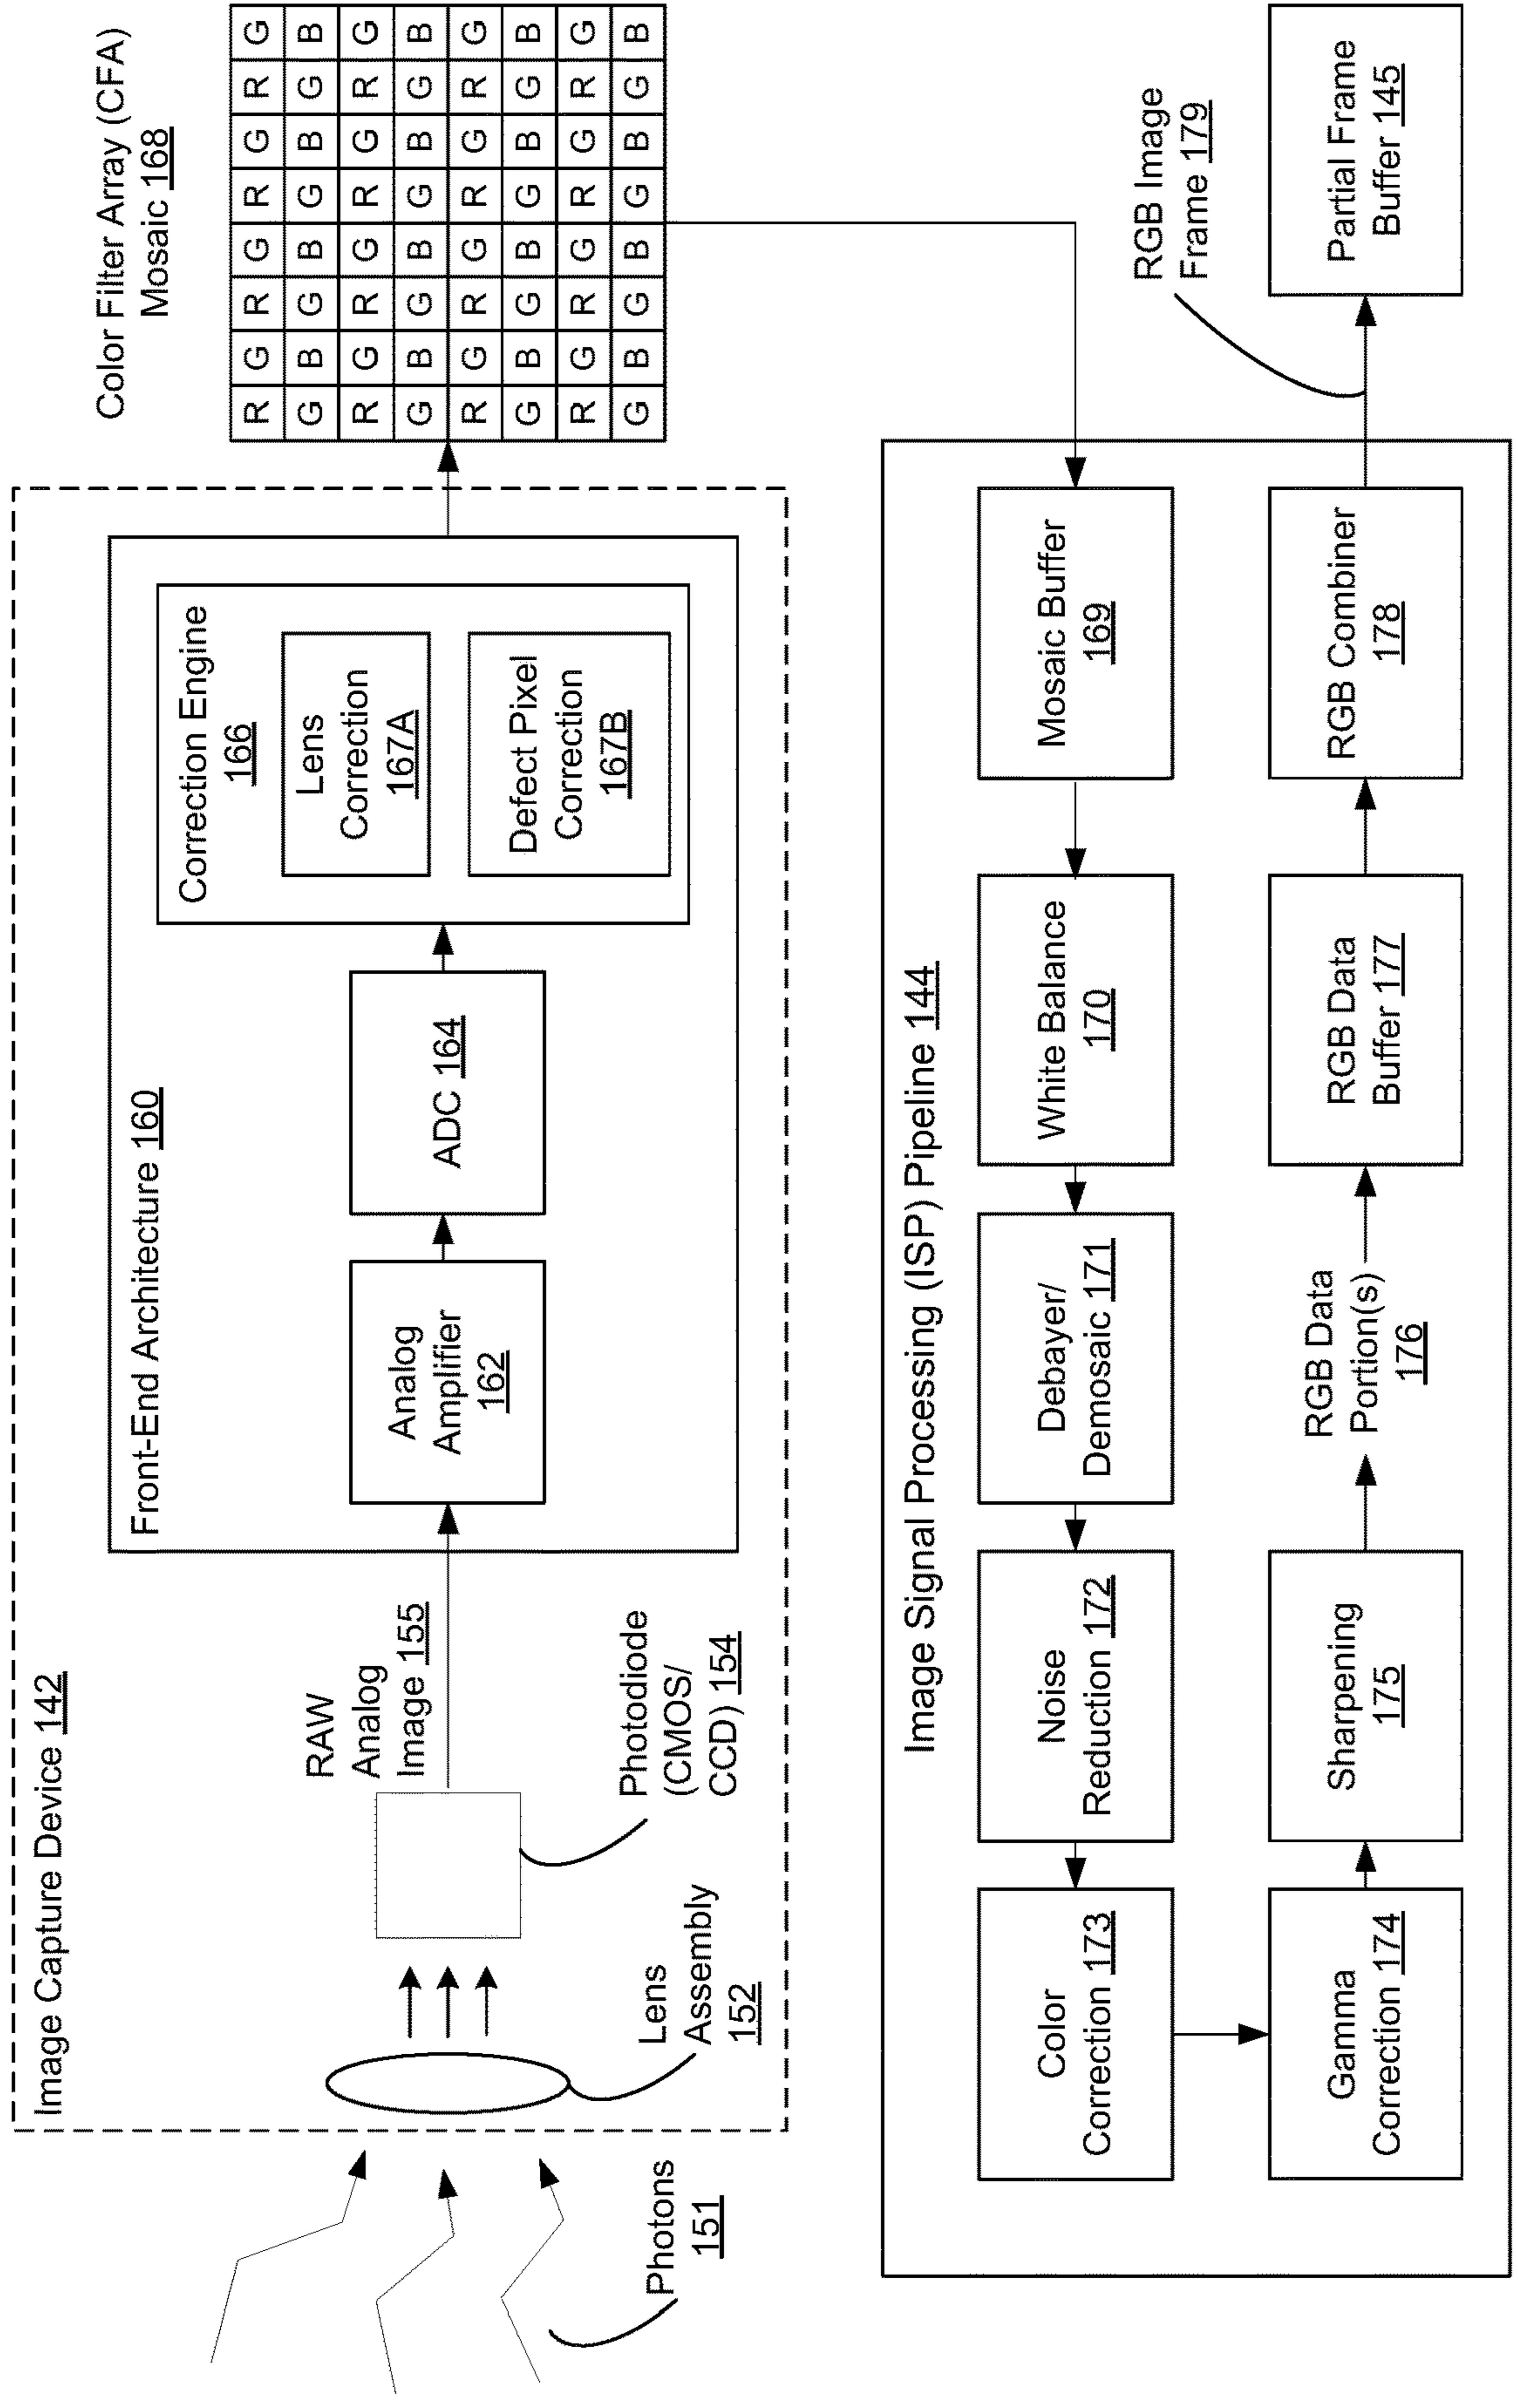 Image Capture Device 142
Color Filter Array (CFA)
Mosaic 168
Front-End Architecture 160
Correction Engine
166
Lens
Correction
167A
Defect Pixel
Correction
167B
ADC 164
Analog
Amplifier
162
RAW
Analog
Image 155
Photodiode
(CMOS/
CCD) 154
Lens
Assembly
152
Photons
151
R G R G R G R G
G B G B G B G B
R G R G R G R G
G B G B G B G B
R G R G R G R G
G B G B G B G B
R G R G R G R G
G B G B G B G B
Image Signal Processing (ISP) Pipeline 144
Color
Correction 173
Noise
Reduction 172
Debayer/
Demosaic 171
White Balance
170
Mosaic Buffer
169
Gamma
Correction 174
Sharpening
175
RGB Data
Portion(s)
176
RGB Data
Buffer 177
RGB Combiner
178
RGB Image
Frame 179
Partial Frame
Buffer 145